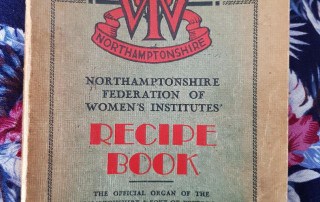 WI
NORTHAMPTONSHIRE
NORTHAMPTONSHIRE
FEDERATION OF
WOMEN'S INSTITUTES'
RECIPE
BOOK
THE OFFICIAL ORGAN OF THE